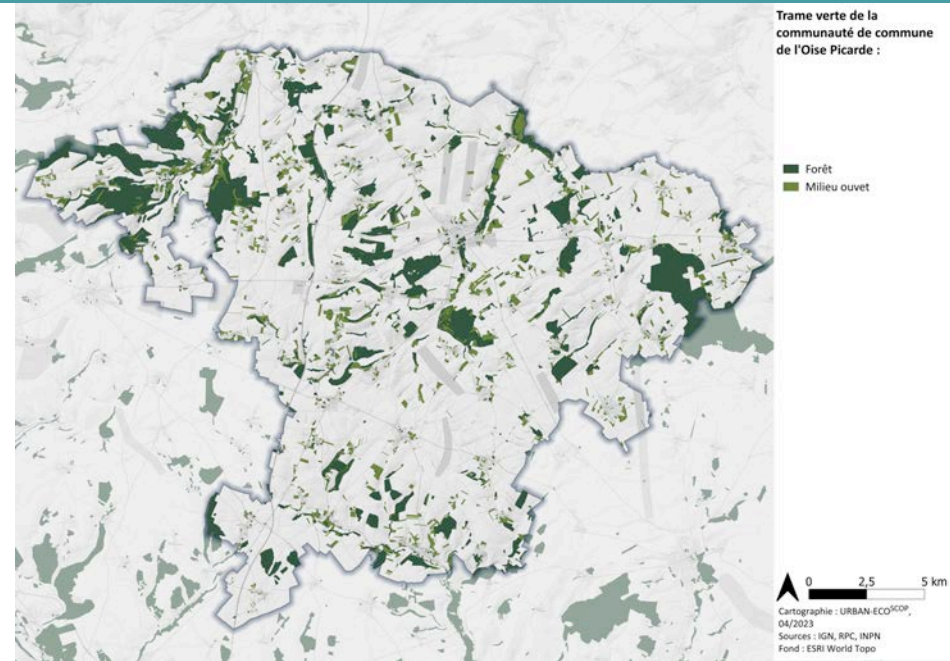 Trame verte de la
communauté de commune
de l'Oise Picarde :
Forêt
Milieu ouvet
0 2,5 5 km
Cartographie : URBAN-ECOSCOP,
04/2023
Sources : IGN, RPC, INPN
Fond : ESRI World Topo